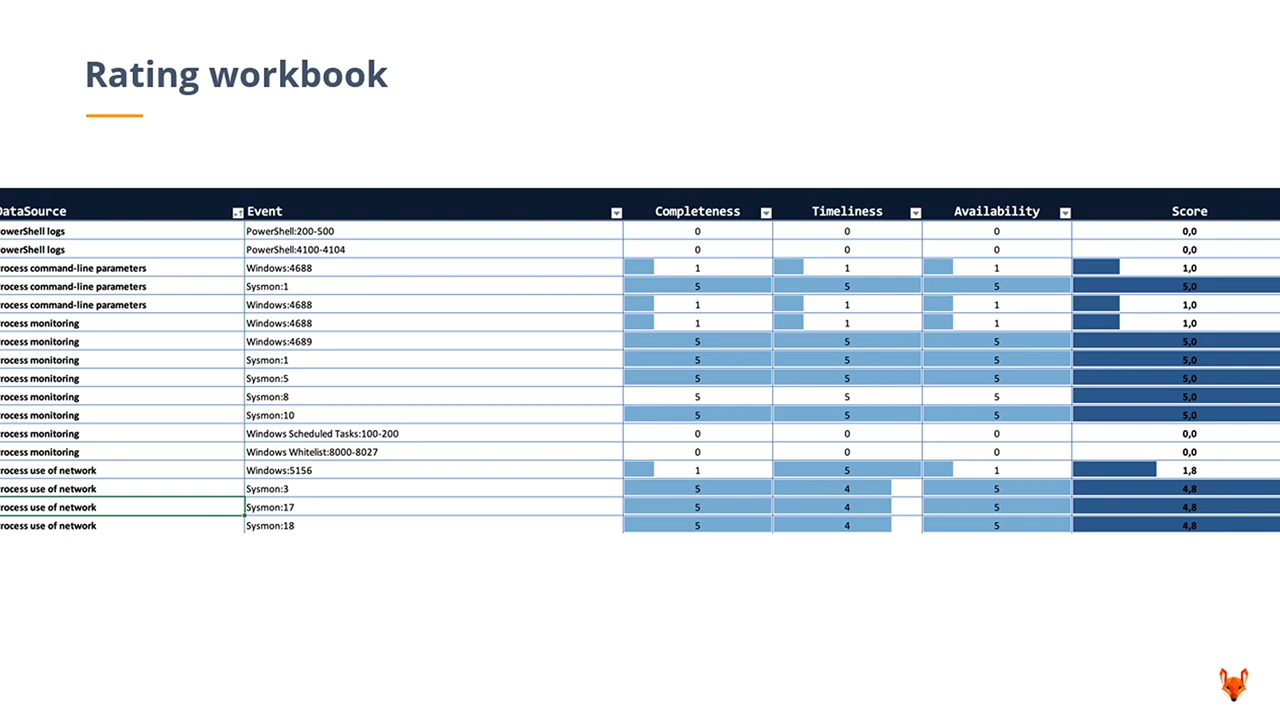 Rating workbook
DataSource Event Completeness Timeliness Availability Score
owerShell logs PowerShell:200-500 0 0 0 0,0
owerShell logs PowerShell:4100-4104 0 0 0 0,0
rocess command-line parameters Windows:4688 1 1 1 1,0
rocess command-line parameters Sysmon:1 5 5 5 5,0
rocess command-line parameters Windows:4688 1 1 1 1,0
rocess monitoring Windows:4688 1 1 1 1,0
rocess monitoring Windows:4689 5 5 5 5,0
rocess monitoring Sysmon:1 5 5 5 5,0
rocess monitoring Sysmon:5 5 5 5 5,0
rocess monitoring Sysmon:8 5 5 5 5,0
rocess monitoring Sysmon:10 5 5 5 5,0
rocess monitoring Windows Scheduled Tasks:100-200 0 0 0 0,0
rocess monitoring Windows Whitelist:8000-8027 0 0 0 0,0
rocess use of network Windows:5156 1 5 1 1,8
rocess use of network Sysmon:3 5 4 5 4,8
rocess use of network Sysmon:17 5 4 5 4,8
rocess use of network Sysmon:18 5 4 5 4,8